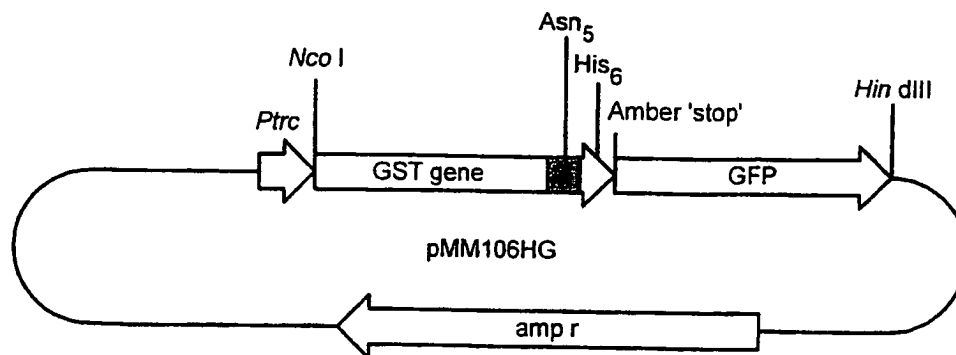 Asn5
Nco I
His6
Hin dIII
Ptrc
Amber 'stop'
GST gene
GFP
pMM106HG
amp r